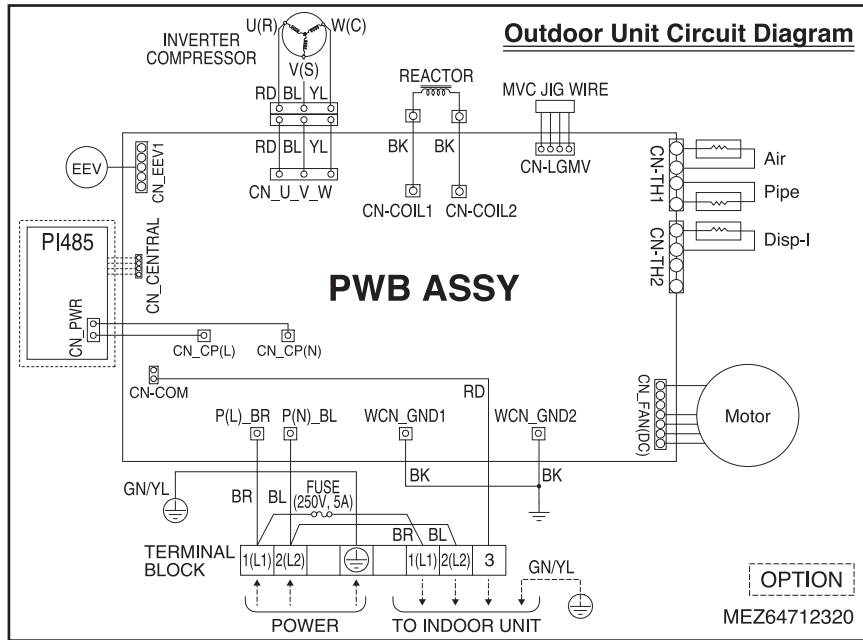 Outdoor Unit Circuit Diagram
U(R) W(C)
INVERTER
COMPRESSOR
V(S)
REACTOR
MVC JIG WIRE
RD BL YL
RD BL YL
BK BK
CN-LGMV
CN_U_V_W
CN-COIL1 CN-COIL2
EEV
CN_EEV1
CN-TH1
Air
Pipe
CN-TH2
Disp-I
PI485
CN_CENTRAL
PWB ASSY
CN_PWR
CN_CP(L) CN_CP(N)
CN-COM
RD
CN_FAN(DC)
Motor
P(L)_BR P(N)_BL WCN_GND1 WCN_GND2
BK BK
GN/YL
BR BL
FUSE
(250V, 5A)
BR BL
TERMINAL
BLOCK
1(L1) 2(L2) 1(L1) 2(L2) 3
GN/YL
POWER TO INDOOR UNIT
OPTION
MEZ64712320